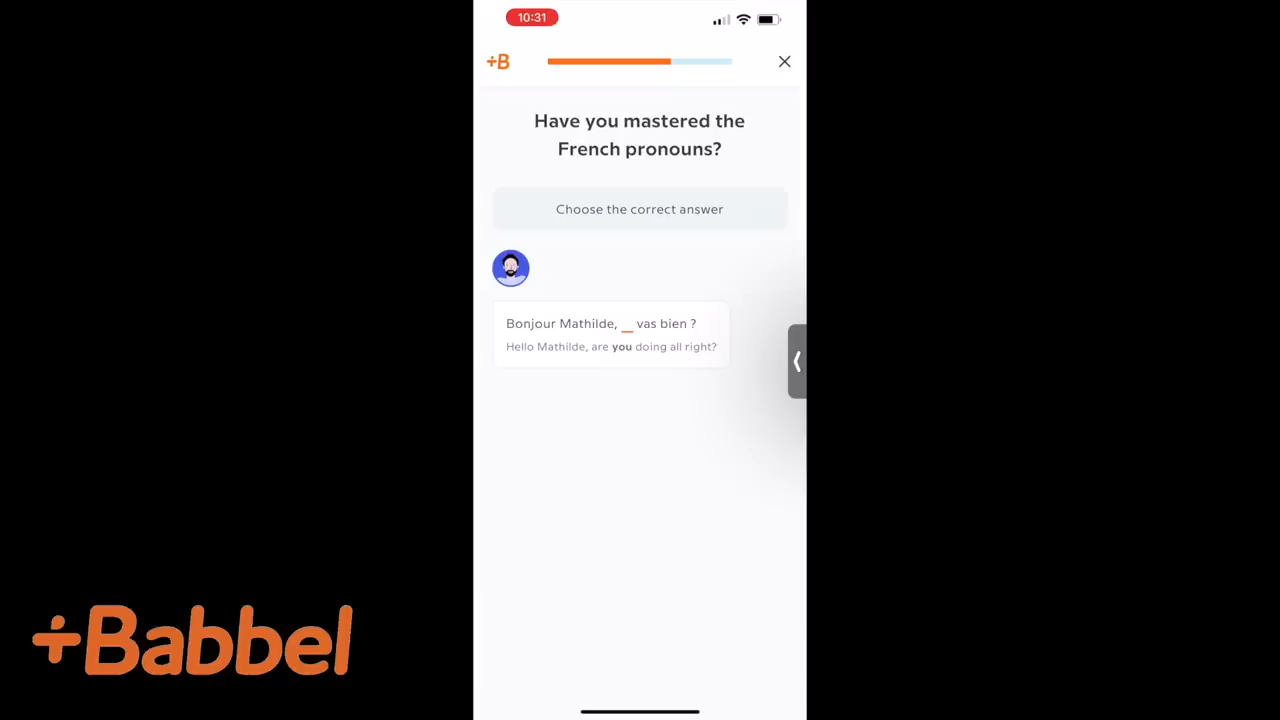 10:31
+B
Have you mastered the
French pronouns?
Choose the correct answer
Bonjour Mathilde, __ vas bien ?
Hello Mathilde, are you doing all right?
+Babbel